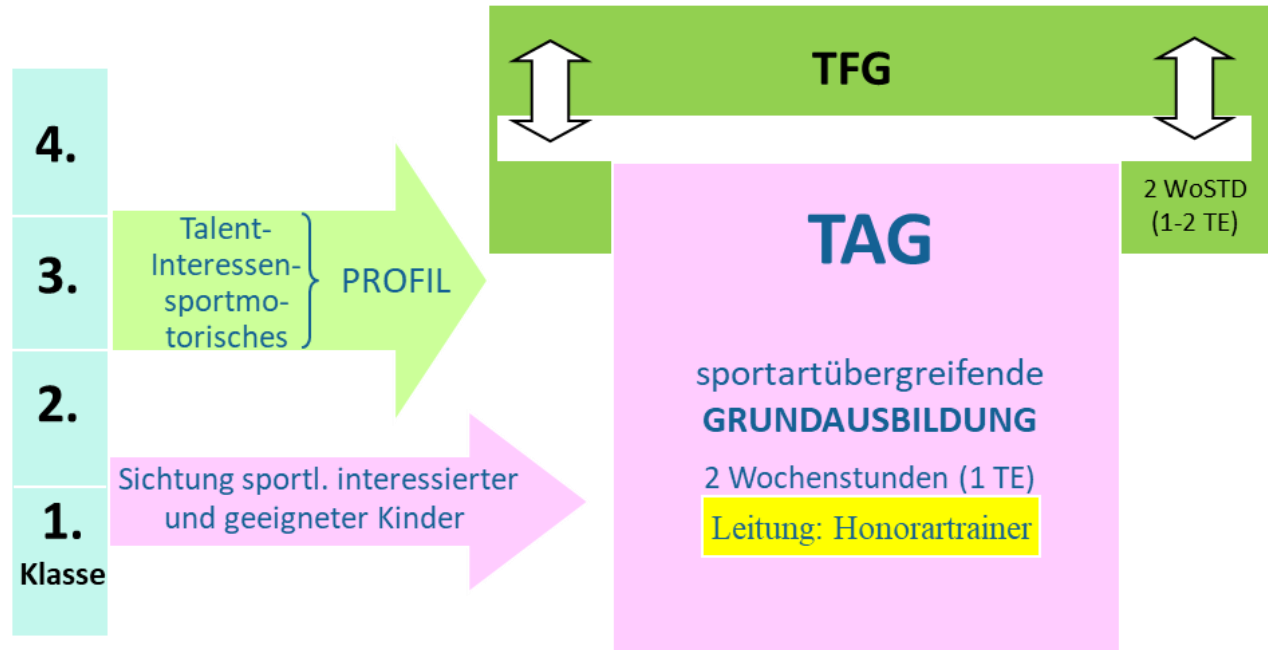 4.
3.
2.
1.
Klasse
Talent-
Interessen-
sportmo-
torisches
PROFIL
Sichtung sportl. interessierter
und geeigneter Kinder
TFG
2 WoSTD
(1-2 TE)
TAG
sportartübergreifende
GRUNDAUSBILDUNG
2 Wochenstunden (1 TE)
Leitung: Honorartrainer